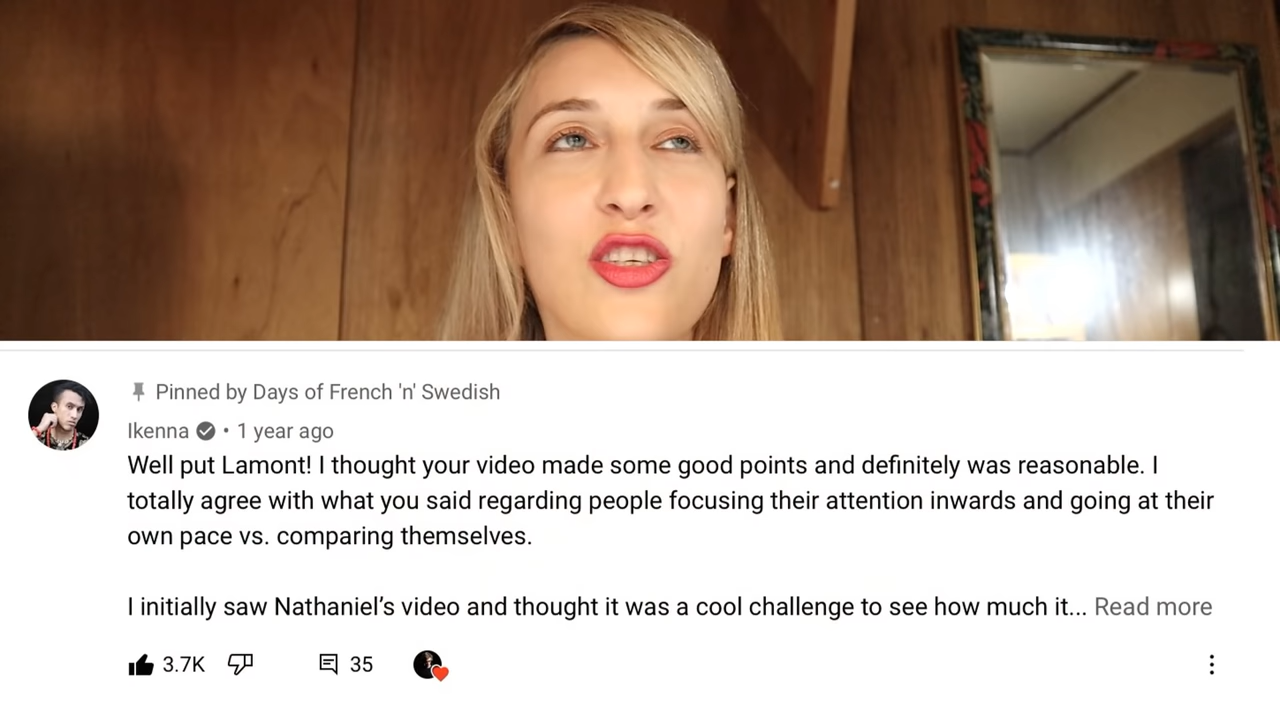 Pinned by Days of French 'n' Swedish
Ikenna • 1 year ago
Well put Lamont! I thought your video made some good points and definitely was reasonable. I
totally agree with what you said regarding people focusing their attention inwards and going at their
own pace vs. comparing themselves.
I initially saw Nathaniel’s video and thought it was a cool challenge to see how much it... Read more
3.7K 35